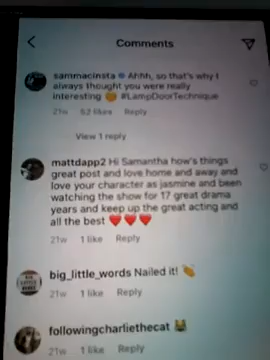 Comments
sammacinsta Ahhh, so that's why I
always thought you were really
interesting 😂 #LampDoorTechnique
21w 52 likes Reply
View 1 reply
mattdapp2 Hi Samantha how's things
great post and love home and away and
love your character as jasmine and been
watching the show for 17 great drama
years and keep up the great acting and
all the best ❤️❤️❤️
21w 1 like Reply
big_little_words Nailed it! 👏
21w 1 like Reply
followingcharliethecat 😹
21w 1 like Reply